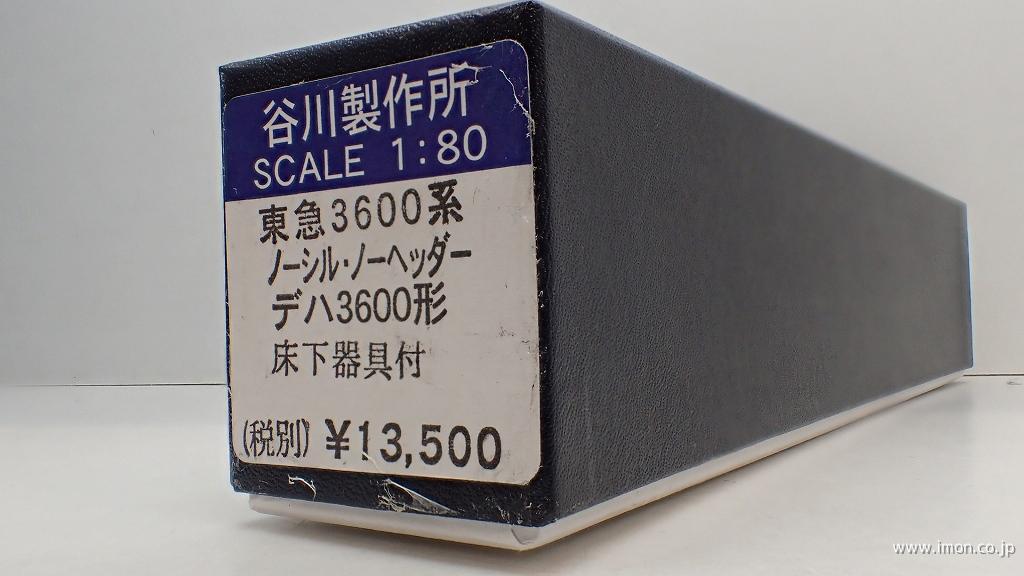 谷川製作所
SCALE 1:80
東急3600系
ノーシル・ノーヘッダー
デハ3600形
床下器具付
(税別) ¥13,500
www.imon.co.jp